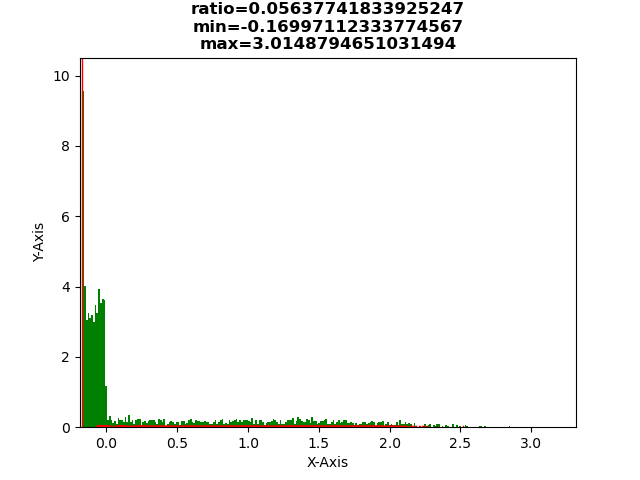 ratio=0.05637741833925247
min=-0.16997112333774567
max=3.0148794651031494
10
8
6
4
2
0
Y-Axis
0.0 0.5 1.0 1.5 2.0 2.5 3.0
X-Axis